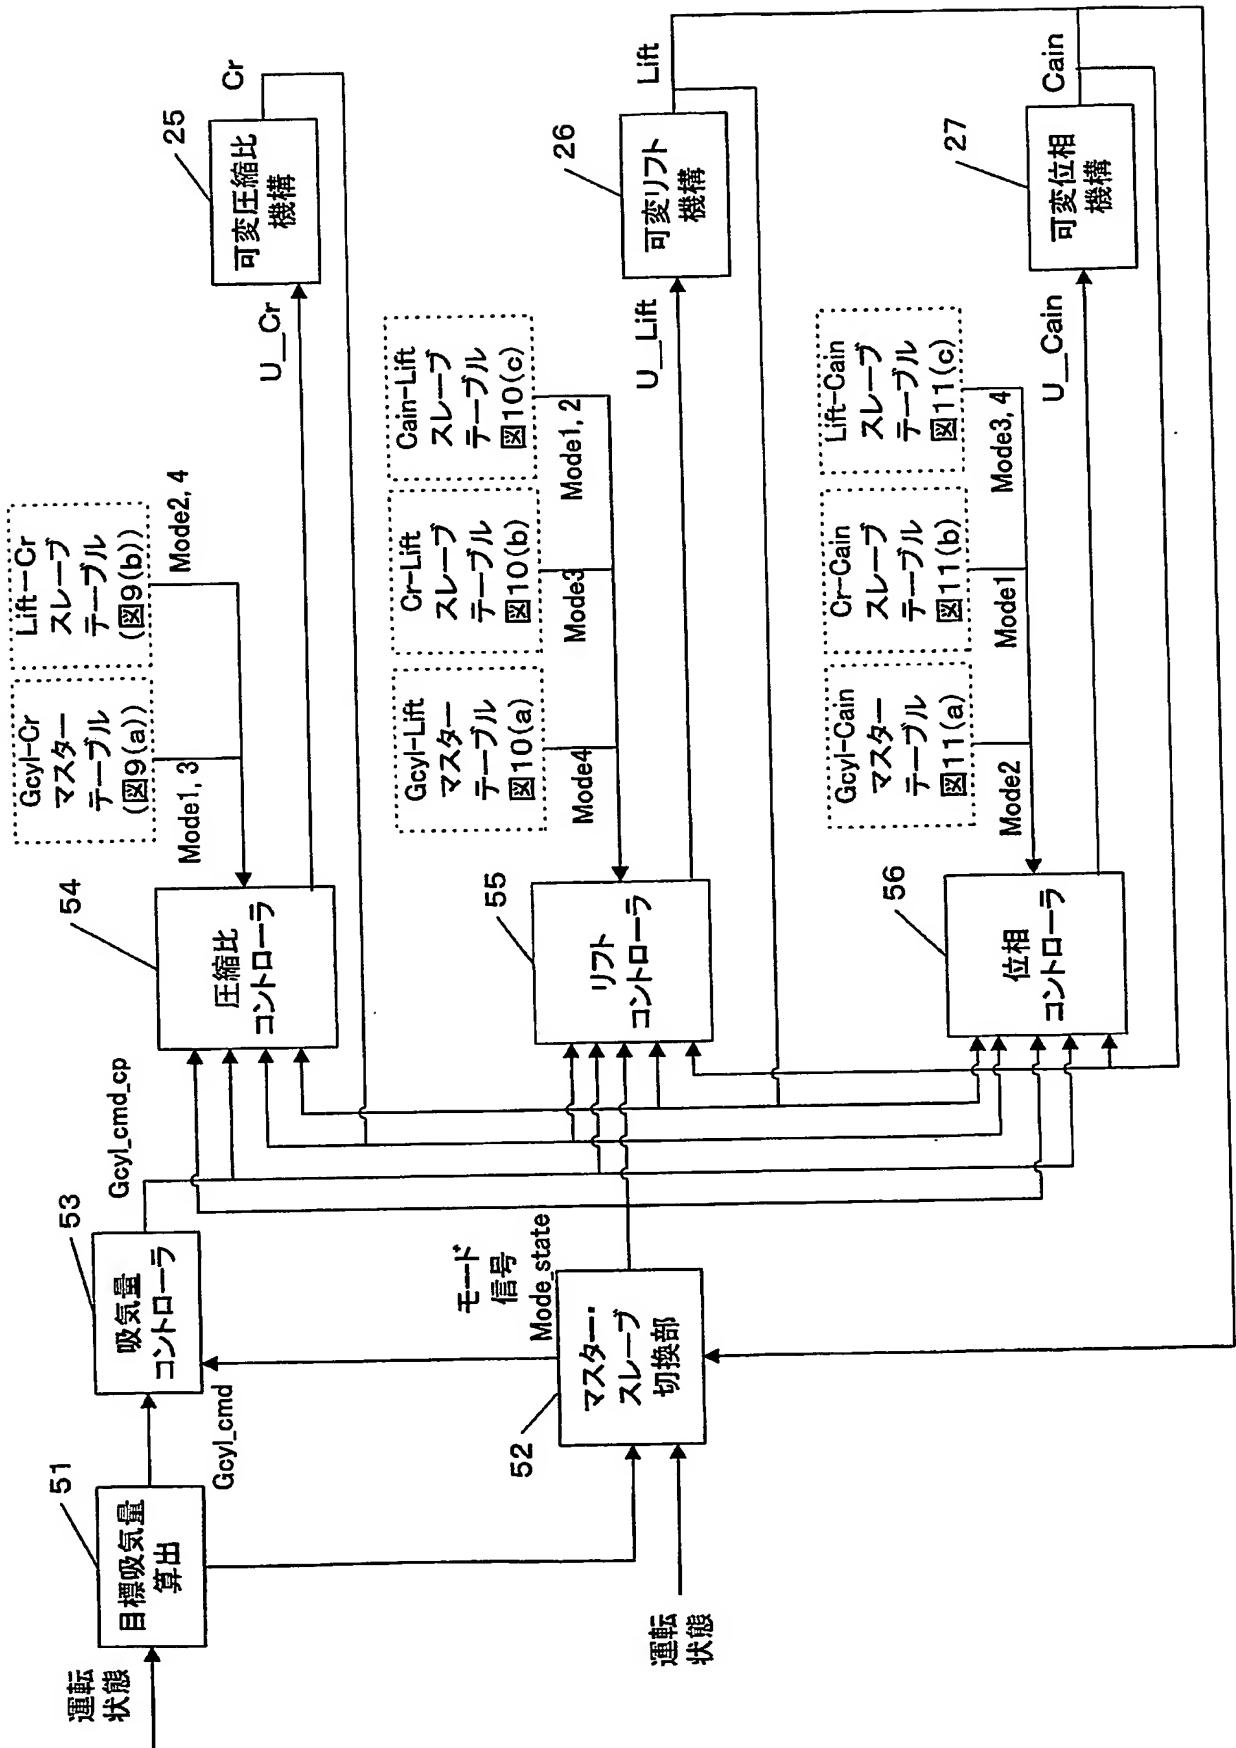 運転
状態
51
目標吸気量
算出
Gcyl_cmd
53
吸気量
コントローラ
Gcyl_cmd_cp
運転
状態
52
マスター・
スレーブ
切換部
モード
信号
Mode_state
54
圧縮比
コントローラ
Gcyl-Cr
マスター
テーブル
(図9(a))
Mode1, 3
Lift-Cr
スレーブ
テーブル
(図9(b))
Mode2, 4
U_Cr
25
可変圧縮比
機構
Cr
55
リフト
コントローラ
Gcyl-Lift
マスター
テーブル
図10(a)
Mode4
Cr-Lift
スレーブ
テーブル
図10(b)
Mode3
Cain-Lift
スレーブ
テーブル
図10(c)
Mode1, 2
U_Lift
26
可変リフト
機構
Lift
56
位相
コントローラ
Gcyl-Cain
マスター
テーブル
図11(a)
Mode2
Cr-Cain
スレーブ
テーブル
図11(b)
Mode1
Lift-Cain
スレーブ
テーブル
図11(c)
Mode3, 4
U_Cain
27
可変位相
機構
Cain